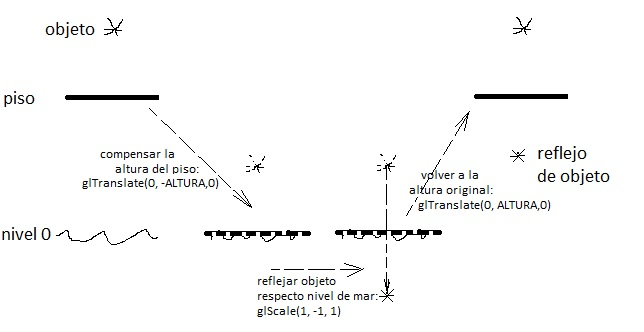 objeto
piso
compensar la
altura del piso:
glTranslate(0, -ALTURA,0)
nivel 0
reflejar objeto
respecto nivel de mar:
glScale(1, -1, 1)
volver a la
altura original:
glTranslate(0, ALTURA,0)
reflejo
de objeto